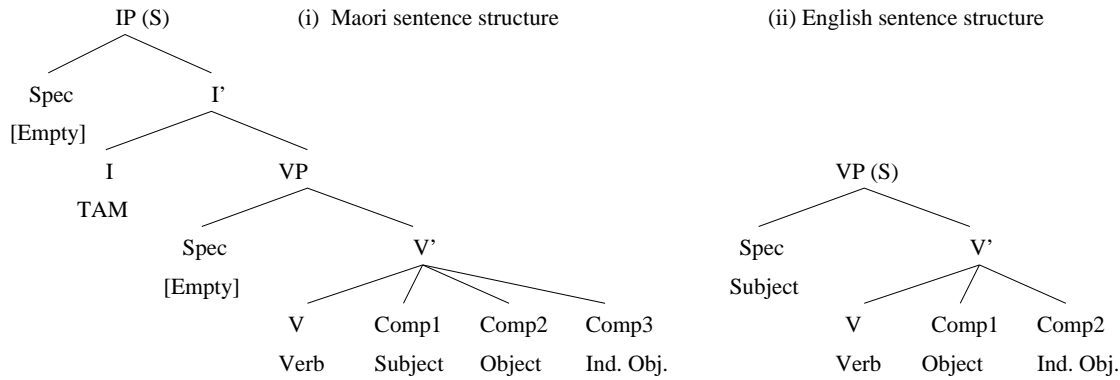 IP (S) (i) Maori sentence structure (ii) English sentence structure
Spec I’
[Empty]
I VP VP (S)
TAM
Spec V’ Spec V’
[Empty] Subject
V Comp1 Comp2 Comp3 V Comp1 Comp2
Verb Subject Object Ind. Obj. Verb Object Ind. Obj.